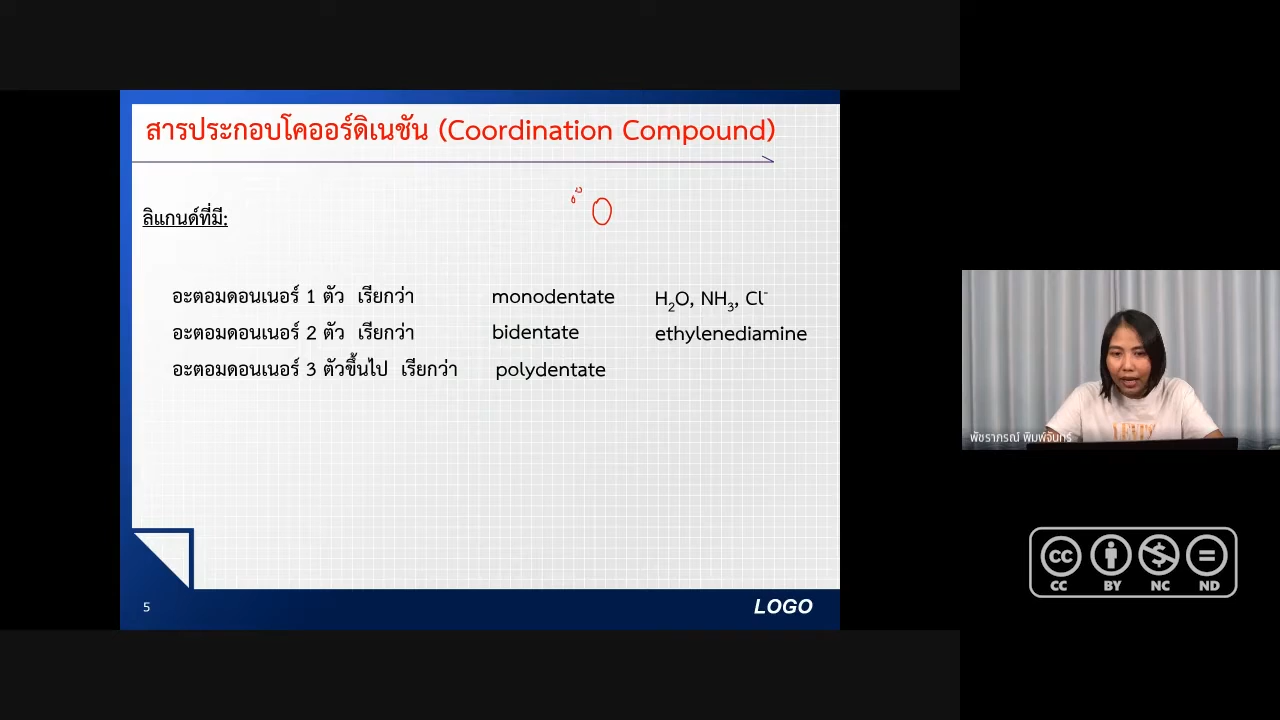 สารประกอบโคออร์ดิเนชัน (Coordination Compound)
O
ลิแกนด์ที่มี:
อะตอมดอนเนอร์ 1 ตัว เรียกว่า monodentate H₂O, NH₃, Cl⁻
อะตอมดอนเนอร์ 2 ตัว เรียกว่า bidentate ethylenediamine
อะตอมดอนเนอร์ 3 ตัวขึ้นไป เรียกว่า polydentate
5
LOGO
พัชราภรณ์ พิมพ์จันทร์
CC BY NC ND